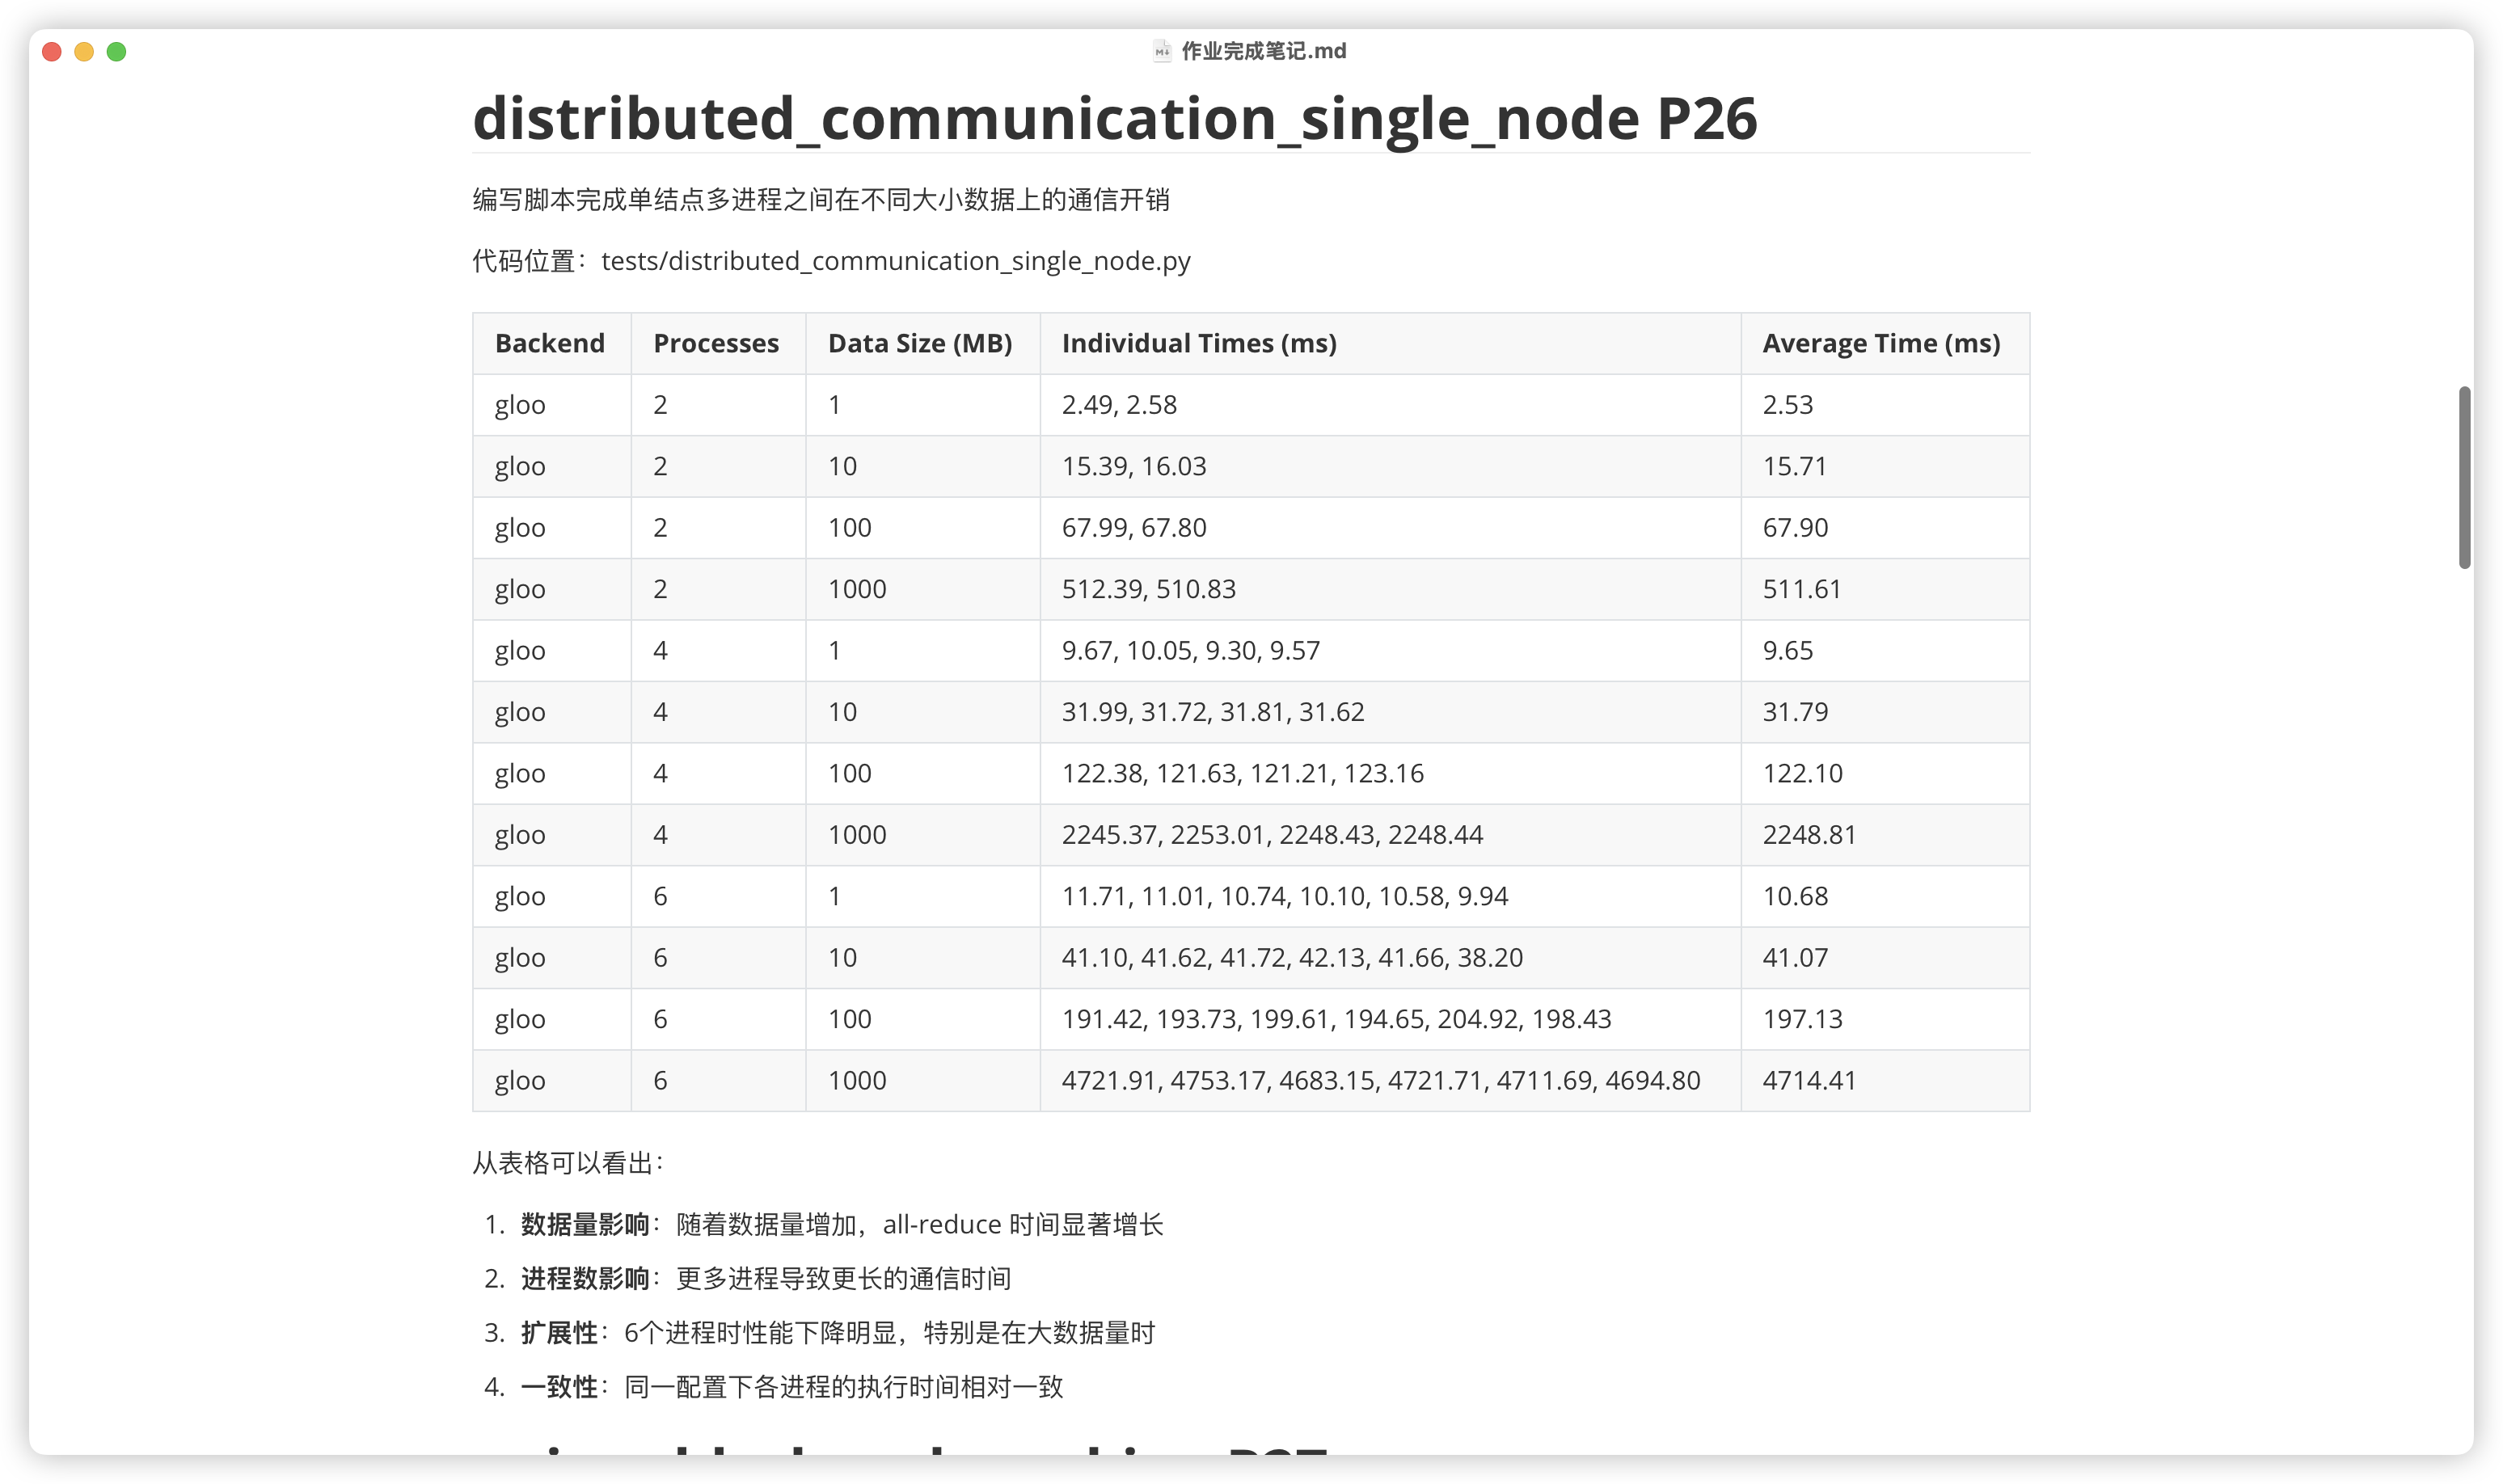 作业完成笔记.md
distributed_communication_single_node P26
编写脚本完成单结点多进程之间在不同大小数据上的通信开销
代码位置：tests/distributed_communication_single_node.py
Backend Processes Data Size (MB) Individual Times (ms) Average Time (ms)
gloo 2 1 2.49, 2.58 2.53
gloo 2 10 15.39, 16.03 15.71
gloo 2 100 67.99, 67.80 67.90
gloo 2 1000 512.39, 510.83 511.61
gloo 4 1 9.67, 10.05, 9.30, 9.57 9.65
gloo 4 10 31.99, 31.72, 31.81, 31.62 31.79
gloo 4 100 122.38, 121.63, 121.21, 123.16 122.10
gloo 4 1000 2245.37, 2253.01, 2248.43, 2248.44 2248.81
gloo 6 1 11.71, 11.01, 10.74, 10.10, 10.58, 9.94 10.68
gloo 6 10 41.10, 41.62, 41.72, 42.13, 41.66, 38.20 41.07
gloo 6 100 191.42, 193.73, 199.61, 194.65, 204.92, 198.43 197.13
gloo 6 1000 4721.91, 4753.17, 4683.15, 4721.71, 4711.69, 4694.80 4714.41
从表格可以看出：
1. 数据量影响：随着数据量增加，all-reduce 时间显著增长
2. 进程数影响：更多进程导致更长的通信时间
3. 扩展性：6个进程时性能下降明显，特别是在大数据量时
4. 一致性：同一配置下各进程的执行时间相对一致